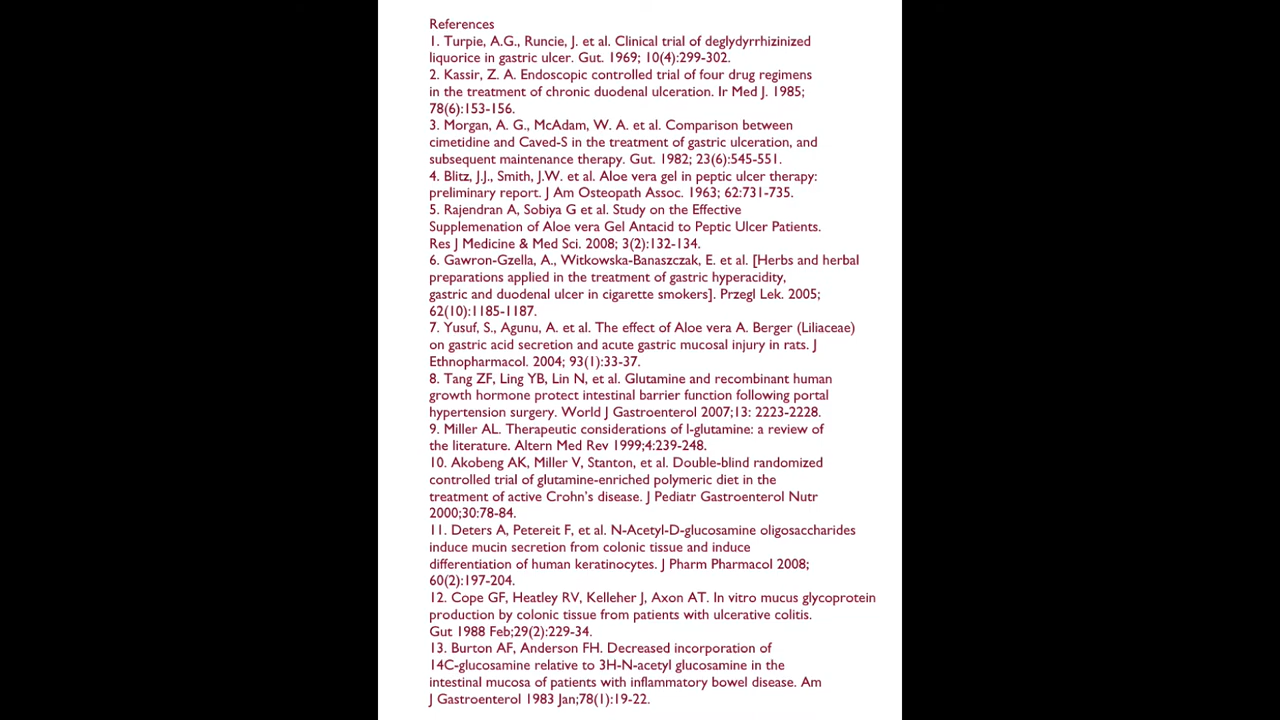 References
1. Turpie, A.G., Runcie, J. et al. Clinical trial of deglydyrrhizinized
liquorice in gastric ulcer. Gut. 1969; 10(4):299-302.
2. Kassir, Z. A. Endoscopic controlled trial of four drug regimens
in the treatment of chronic duodenal ulceration. Ir Med J. 1985;
78(6):153-156.
3. Morgan, A. G., McAdam, W. A. et al. Comparison between
cimetidine and Caved-S in the treatment of gastric ulceration, and
subsequent maintenance therapy. Gut. 1982; 23(6):545-551.
4. Blitz, J.J., Smith, J.W. et al. Aloe vera gel in peptic ulcer therapy:
preliminary report. J Am Osteopath Assoc. 1963; 62:731-735.
5. Rajendran A, Sobiya G et al. Study on the Effective
Supplemenation of Aloe vera Gel Antacid to Peptic Ulcer Patients.
Res J Medicine & Med Sci. 2008; 3(2):132-134.
6. Gawron-Gzella, A., Witkowska-Banaszczak, E. et al. [Herbs and herbal
preparations applied in the treatment of gastric hyperacidity,
gastric and duodenal ulcer in cigarette smokers]. Przegl Lek. 2005;
62(10):1185-1187.
7. Yusuf, S., Agunu, A. et al. The effect of Aloe vera A. Berger (Liliaceae)
on gastric acid secretion and acute gastric mucosal injury in rats. J
Ethnopharmacol. 2004; 93(1):33-37.
8. Tang ZF, Ling YB, Lin N, et al. Glutamine and recombinant human
growth hormone protect intestinal barrier function following portal
hypertension surgery. World J Gastroenterol 2007;13: 2223-2228.
9. Miller AL. Therapeutic considerations of l-glutamine: a review of
the literature. Altern Med Rev 1999;4:239-248.
10. Akobeng AK, Miller V, Stanton, et al. Double-blind randomized
controlled trial of glutamine-enriched polymeric diet in the
treatment of active Crohn's disease. J Pediatr Gastroenterol Nutr
2000;30:78-84.
11. Deters A, Petereit F, et al. N-Acetyl-D-glucosamine oligosaccharides
induce mucin secretion from colonic tissue and induce
differentiation of human keratinocytes. J Pharm Pharmacol 2008;
60(2):197-204.
12. Cope GF, Heatley RV, Kelleher J, Axon AT. In vitro mucus glycoprotein
production by colonic tissue from patients with ulcerative colitis.
Gut 1988 Feb;29(2):229-34.
13. Burton AF, Anderson FH. Decreased incorporation of
14C-glucosamine relative to 3H-N-acetyl glucosamine in the
intestinal mucosa of patients with inflammatory bowel disease. Am
J Gastroenterol 1983 Jan;78(1):19-22.